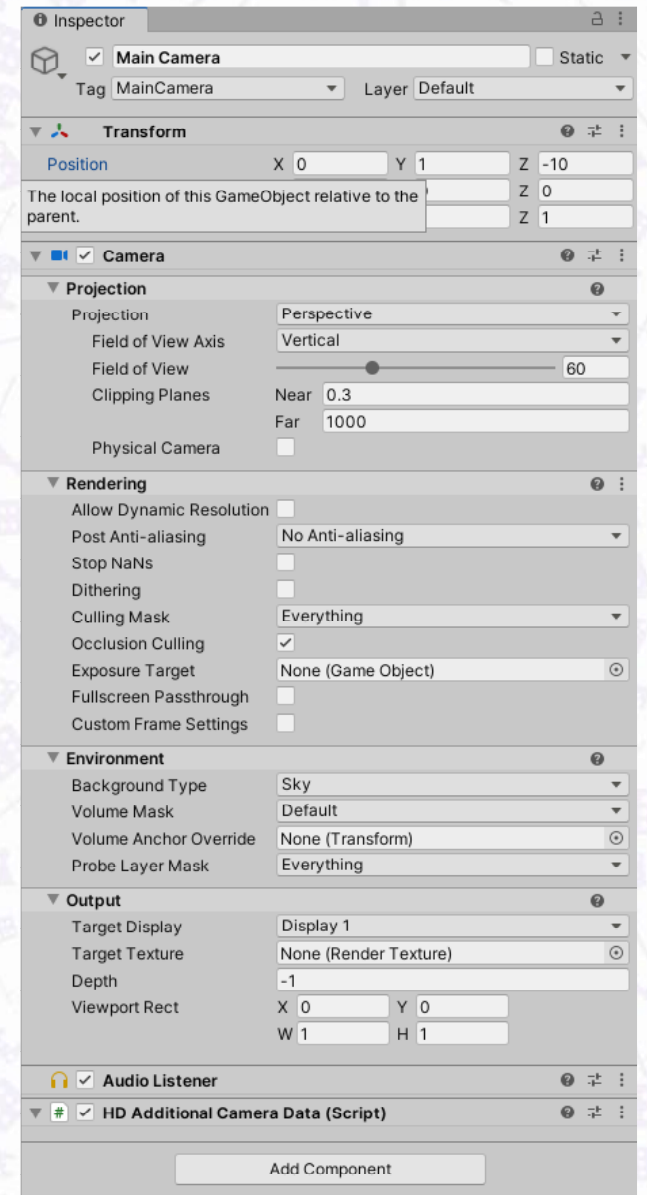 Inspector
Main Camera Static
Tag MainCamera Layer Default
Transform
Position X 0 Y 1 Z -10
The local position of this GameObject relative to the Z 0
parent. Z 1
Camera
Projection
Projection Perspective
Field of View Axis Vertical
Field of View 60
Clipping Planes Near 0.3
Far 1000
Physical Camera
Rendering
Allow Dynamic Resolution
Post Anti-aliasing No Anti-aliasing
Stop NaNs
Dithering
Culling Mask Everything
Occlusion Culling
Exposure Target None (Game Object)
Fullscreen Passthrough
Custom Frame Settings
Environment
Background Type Sky
Volume Mask Default
Volume Anchor Override None (Transform)
Probe Layer Mask Everything
Output
Target Display Display 1
Target Texture None (Render Texture)
Depth -1
Viewport Rect X 0 Y 0
W 1 H 1
Audio Listener
# HD Additional Camera Data (Script)
Add Component